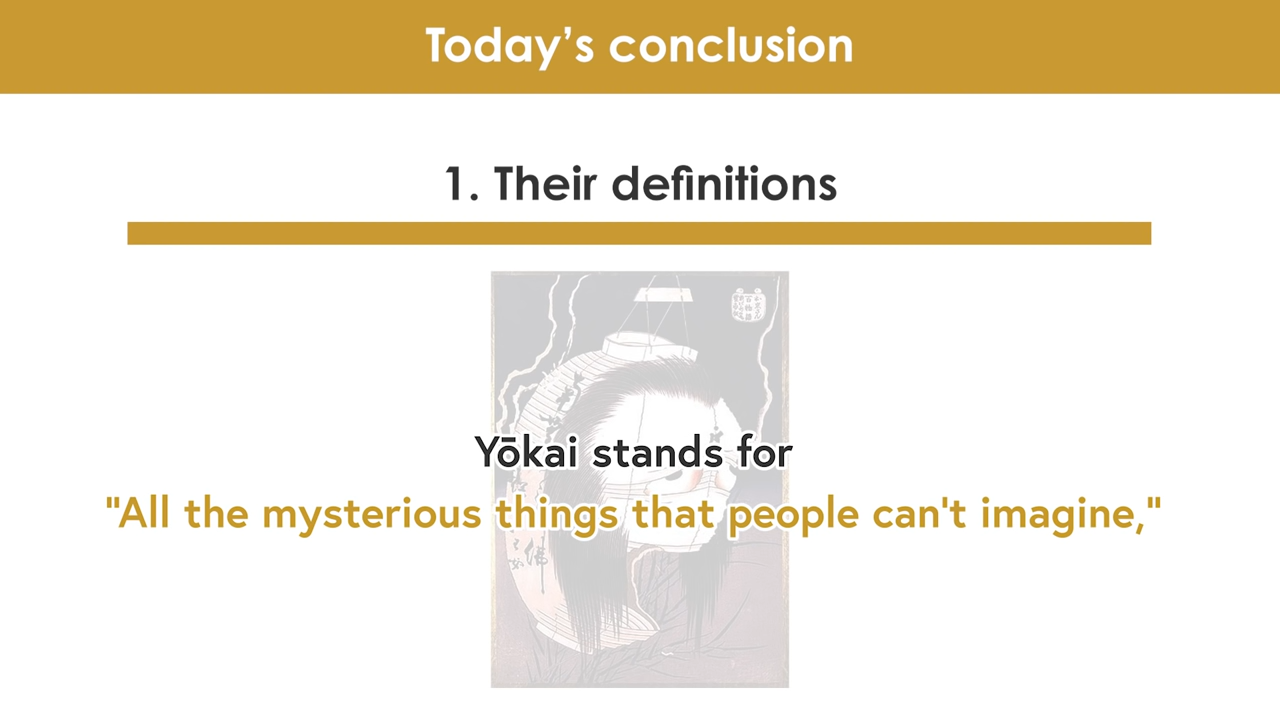 Today’s conclusion
1. Their definitions
Yōkai stands for
"All the mysterious things that people can't imagine,"